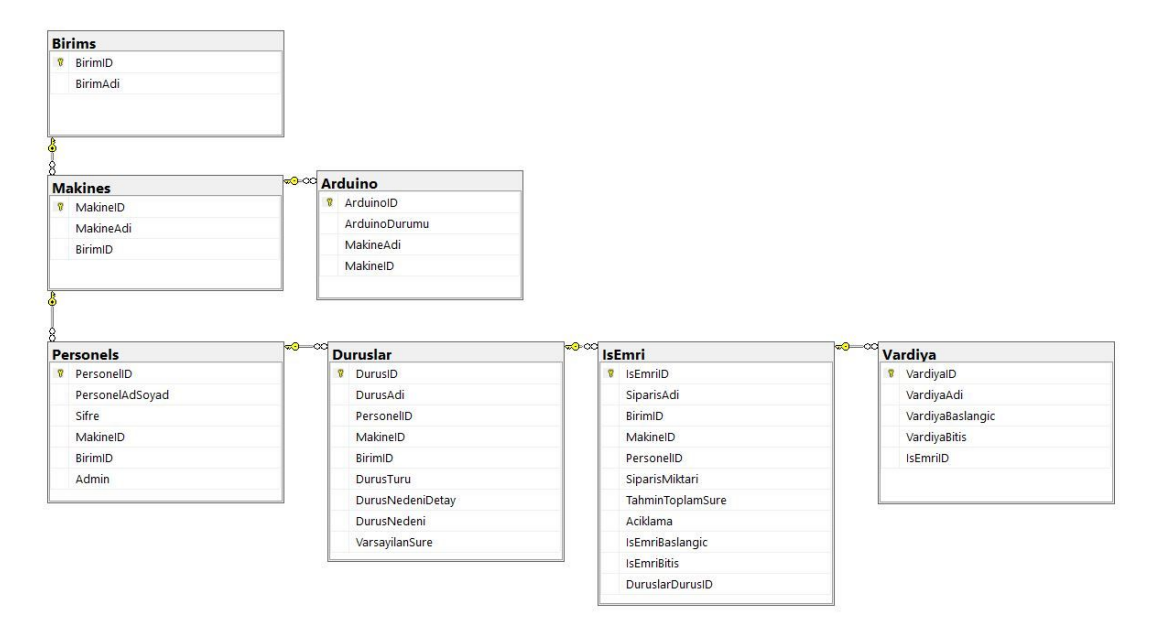 Birims
BirimID
BirimAdi
Makines
MakineID
MakineAdi
BirimID
Arduino
ArduinoID
ArduinoDurumu
MakineAdi
MakineID
Personels
PersonelID
PersonelAdSoyad
Sifre
MakineID
BirimID
Admin
Duruslar
DurusID
DurusAdi
PersonelID
MakineID
BirimID
DurusTuru
DurusNedeniDetay
DurusNedeni
VarsayilanSure
IsEmri
IsEmriID
SiparisAdi
BirimID
MakineID
PersonelID
SiparisMiktari
TahminToplamSure
Aciklama
IsEmriBaslangic
IsEmriBitis
DuruslarDurusID
Vardiya
VardiyaID
VardiyaAdi
VardiyaBaslangic
VardiyaBitis
IsEmriID